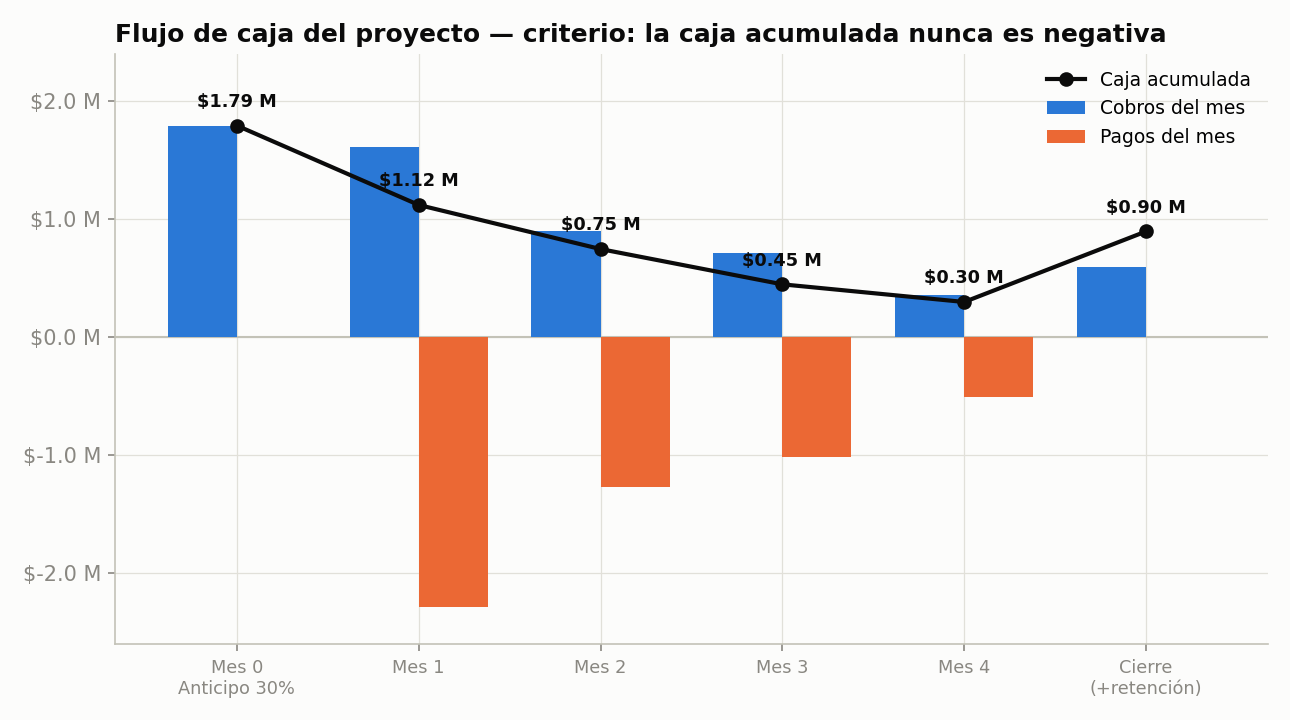 Flujo de caja del proyecto — criterio: la caja acumulada nunca es negativa
Caja acumulada
Cobros del mes
Pagos del mes
$2.0 M
$1.0 M
$0.0 M
$-1.0 M
$-2.0 M
$1.79 M
$1.12 M
$0.75 M
$0.45 M
$0.30 M
$0.90 M
Mes 0
Anticipo 30%
Mes 1
Mes 2
Mes 3
Mes 4
Cierre
(+retención)